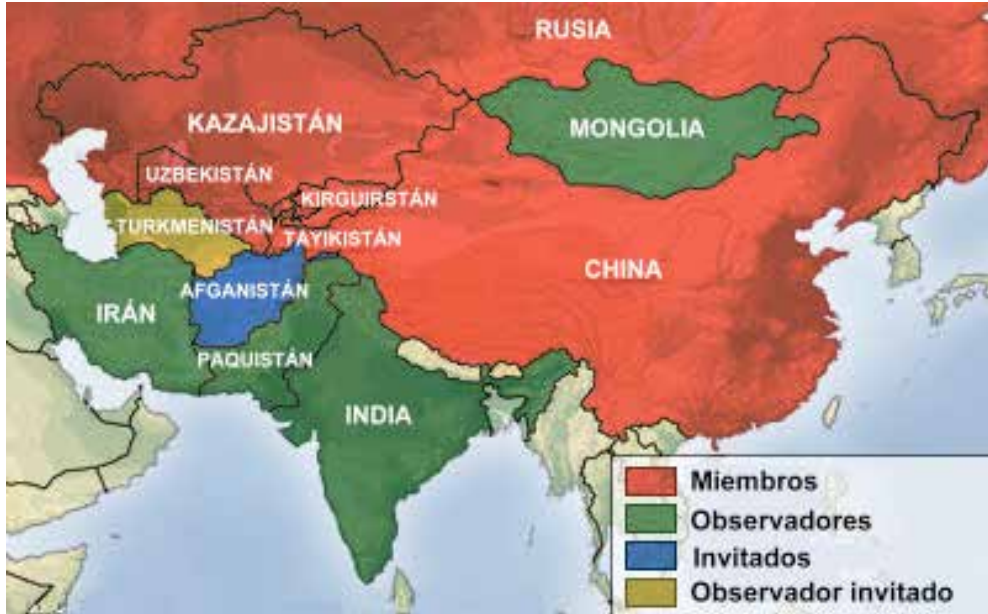 RUSIA
KAZAJISTÁN
MONGOLIA
UZBEKISTÁN
KIRGUIRSTÁN
TURKMENISTÁN
TAYIKISTÁN
CHINA
AFGANISTÁN
IRÁN
PAQUISTÁN
INDIA
Miembros
Observadores
Invitados
Observador invitado